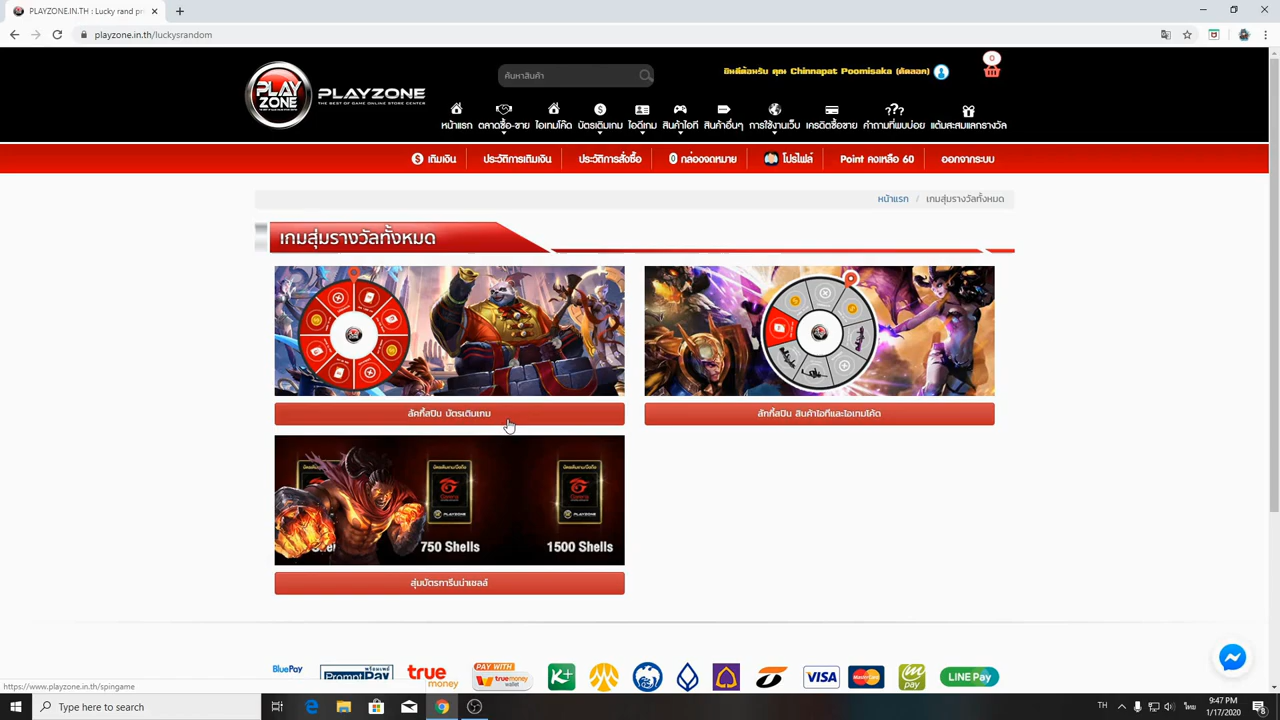 PLAYZONE.IN.TH : Lucky rand pr
playzone.in.th/luckysrandom
PLAY ZONE
PLAYZONE
THE BEST OF GAME ONLINE STORE CENTER
ค้นหาสินค้า
ยินดีต้อนรับ คุณ Chinnapat Poomisaka (คัดลอก)
0
หน้าแรก ตลาดซื้อ-ขาย ไอเทมโค๊ด บัตรเติมเกม ไอดีเกม สินค้าไอที สินค้าอื่นๆ การใช้งานเว็บ เครดิตซื้อขาย คำถามที่พบบ่อย แต้มสะสมแลกรางวัล
เติมเงิน ประวัติการเติมเงิน ประวัติการสั่งซื้อ 0 กล่องจดหมาย โปรไฟล์ Point คงเหลือ 60 ออกจากระบบ
หน้าแรก / เกมสุ่มรางวัลทั้งหมด
เกมสุ่มรางวัลทั้งหมด
ลัคกี้สปิน บัตรเติมเกม
ลักกี้สปิน สินค้าไอทีและไอเทมโค้ด
750 Shells
1500 Shells
สุ่มบัตรการีน่าเชลล์
BluePay
PromptPay
true money
PAY WITH truemoney wallet
K+
VISA
MasterCard
m pay
LINE Pay
https://www.playzone.in.th/spingame
Type here to search
TH
ไทย
9:47 PM
1/17/2020
8